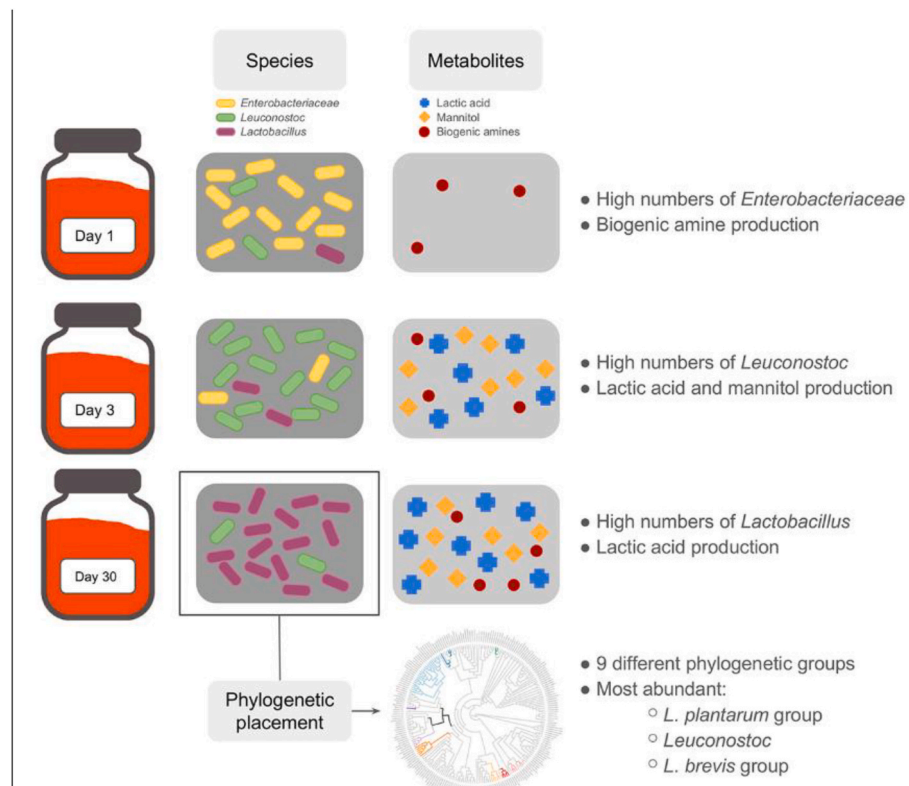 Species
Metabolites
Enterobacteriaceae
Leuconostoc
Lactobacillus
Lactic acid
Mannitol
Biogenic amines
Day 1
● High numbers of Enterobacteriaceae
● Biogenic amine production
Day 3
● High numbers of Leuconostoc
● Lactic acid and mannitol production
Day 30
● High numbers of Lactobacillus
● Lactic acid production
Phylogenetic
placement
● 9 different phylogenetic groups
● Most abundant:
○ L. plantarum group
○ Leuconostoc
○ L. brevis group